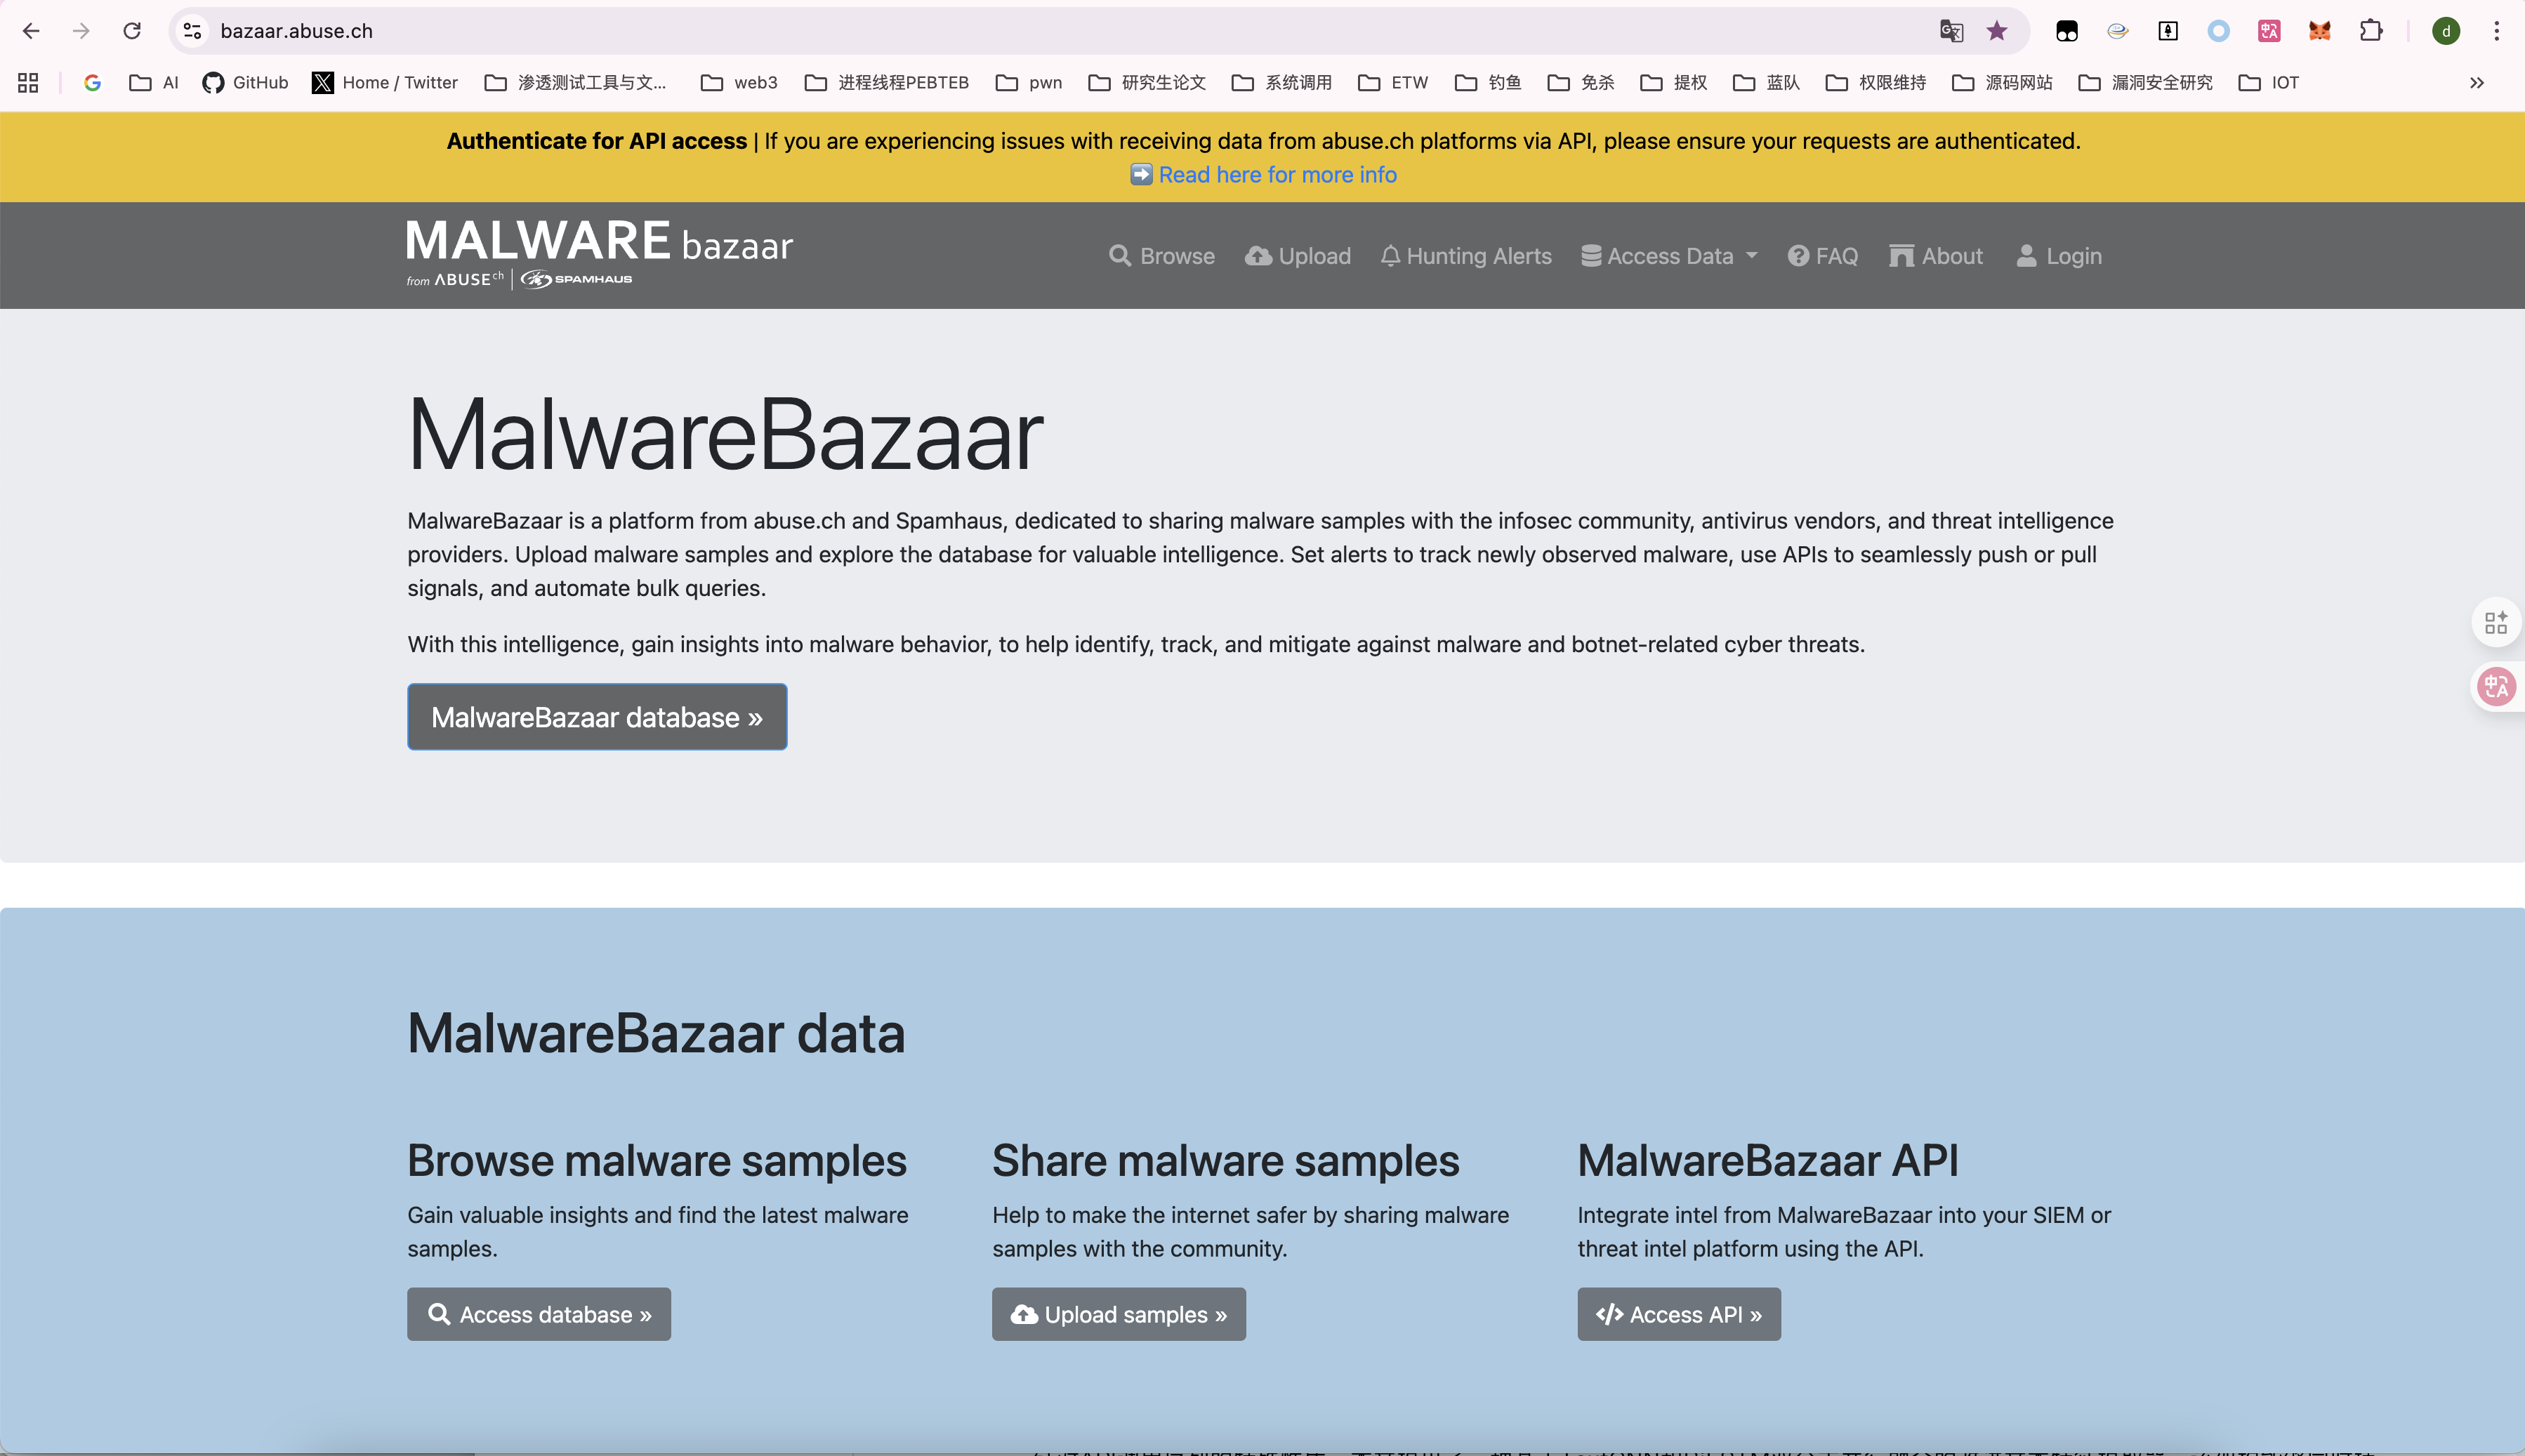 bazaar.abuse.ch
d
AI
GitHub
Home / Twitter
渗透测试工具与文...
web3
进程线程PEBTEB
pwn
研究生论文
系统调用
ETW
钓鱼
免杀
提权
蓝队
权限维持
源码网站
漏洞安全研究
IOT
Authenticate for API access | If you are experiencing issues with receiving data from abuse.ch platforms via API, please ensure your requests are authenticated.
➡️ Read here for more info
MALWARE bazaar
from ABUSE ch | SPAMHAUS
Browse
Upload
Hunting Alerts
Access Data
FAQ
About
Login
MalwareBazaar
MalwareBazaar is a platform from abuse.ch and Spamhaus, dedicated to sharing malware samples with the infosec community, antivirus vendors, and threat intelligence
providers. Upload malware samples and explore the database for valuable intelligence. Set alerts to track newly observed malware, use APIs to seamlessly push or pull
signals, and automate bulk queries.
With this intelligence, gain insights into malware behavior, to help identify, track, and mitigate against malware and botnet-related cyber threats.
MalwareBazaar database »
MalwareBazaar data
Browse malware samples
Gain valuable insights and find the latest malware
samples.
Access database »
Share malware samples
Help to make the internet safer by sharing malware
samples with the community.
Upload samples »
MalwareBazaar API
Integrate intel from MalwareBazaar into your SIEM or
threat intel platform using the API.
</> Access API »